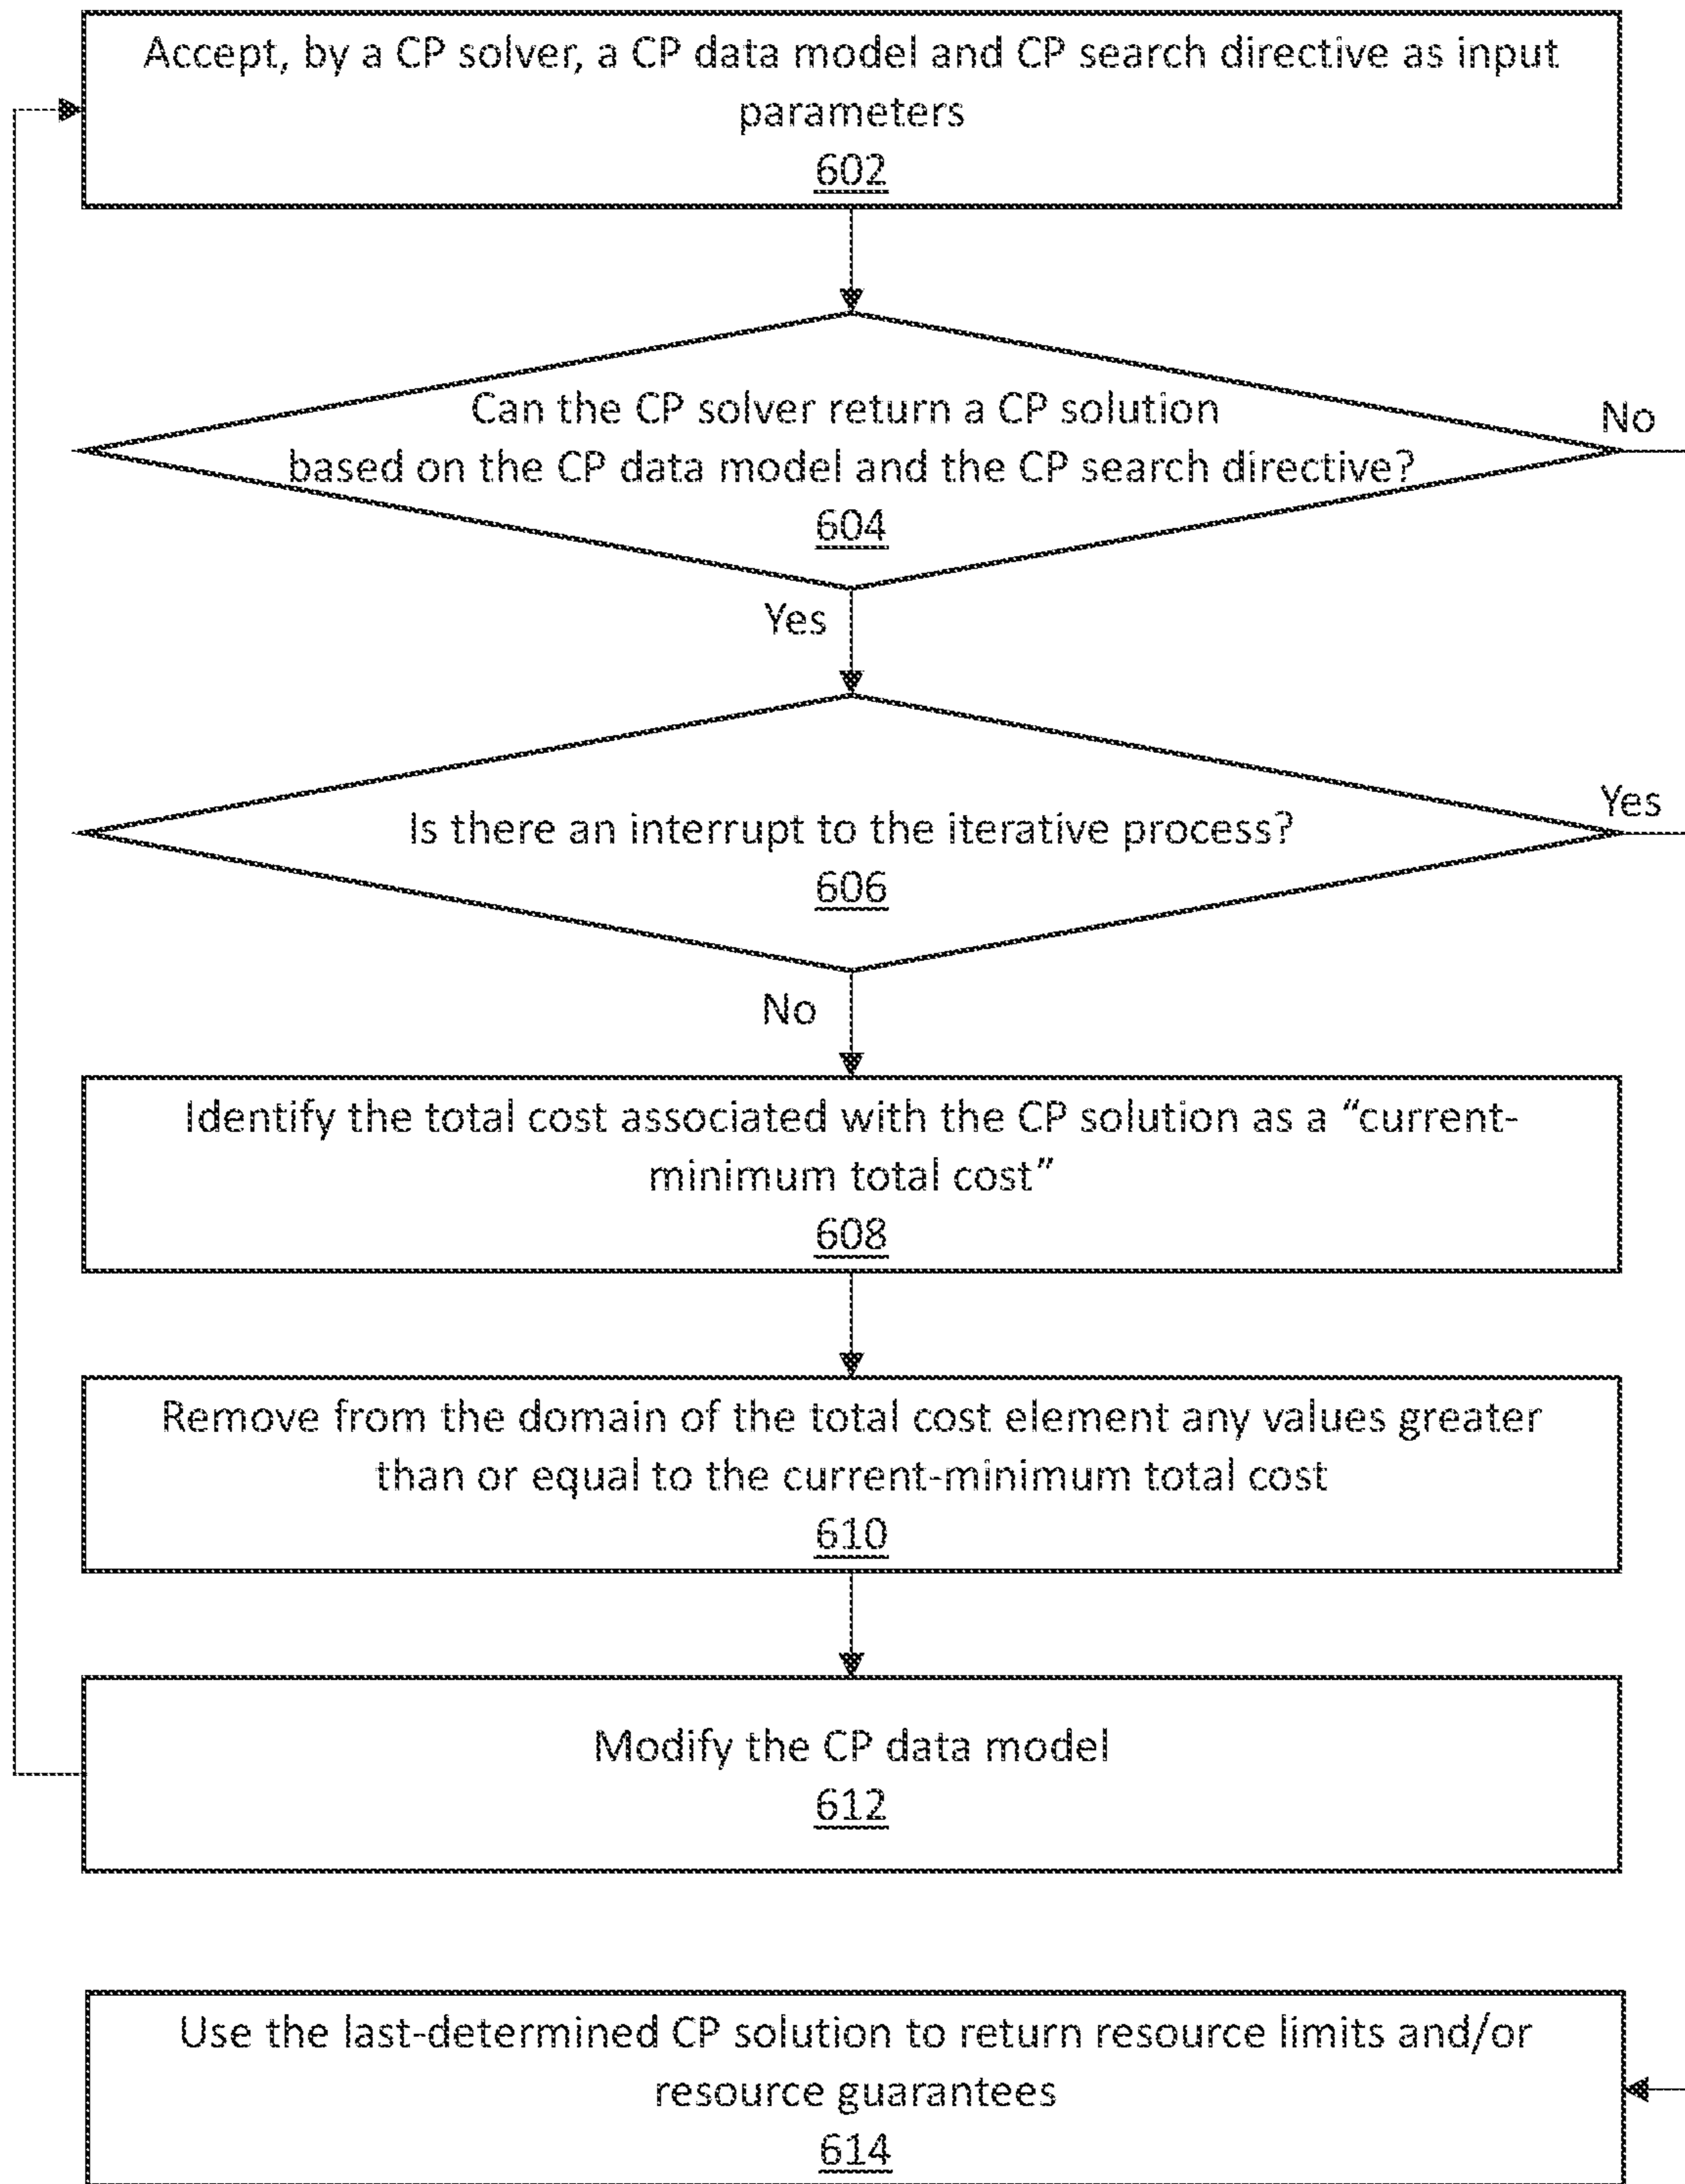 Accept, by a CP solver, a CP data model and CP search directive as input
parameters
602
Can the CP solver return a CP solution
based on the CP data model and the CP search directive?
604
No
Yes
Is there an interrupt to the iterative process?
606
Yes
No
Identify the total cost associated with the CP solution as a “current-
minimum total cost”
608
Remove from the domain of the total cost element any values greater
than or equal to the current-minimum total cost
610
Modify the CP data model
612
Use the last-determined CP solution to return resource limits and/or
resource guarantees
614